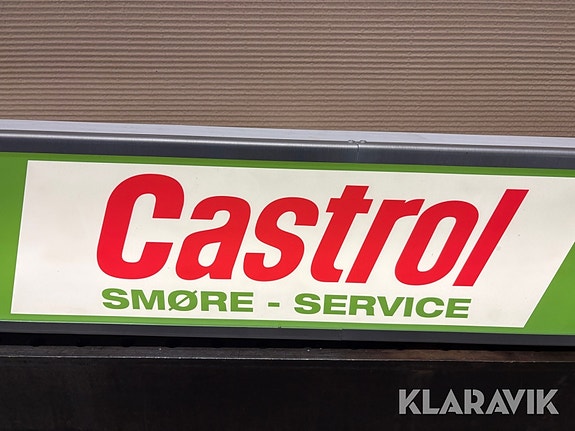 Castrol
SMØRE - SERVICE
KLARAVIK